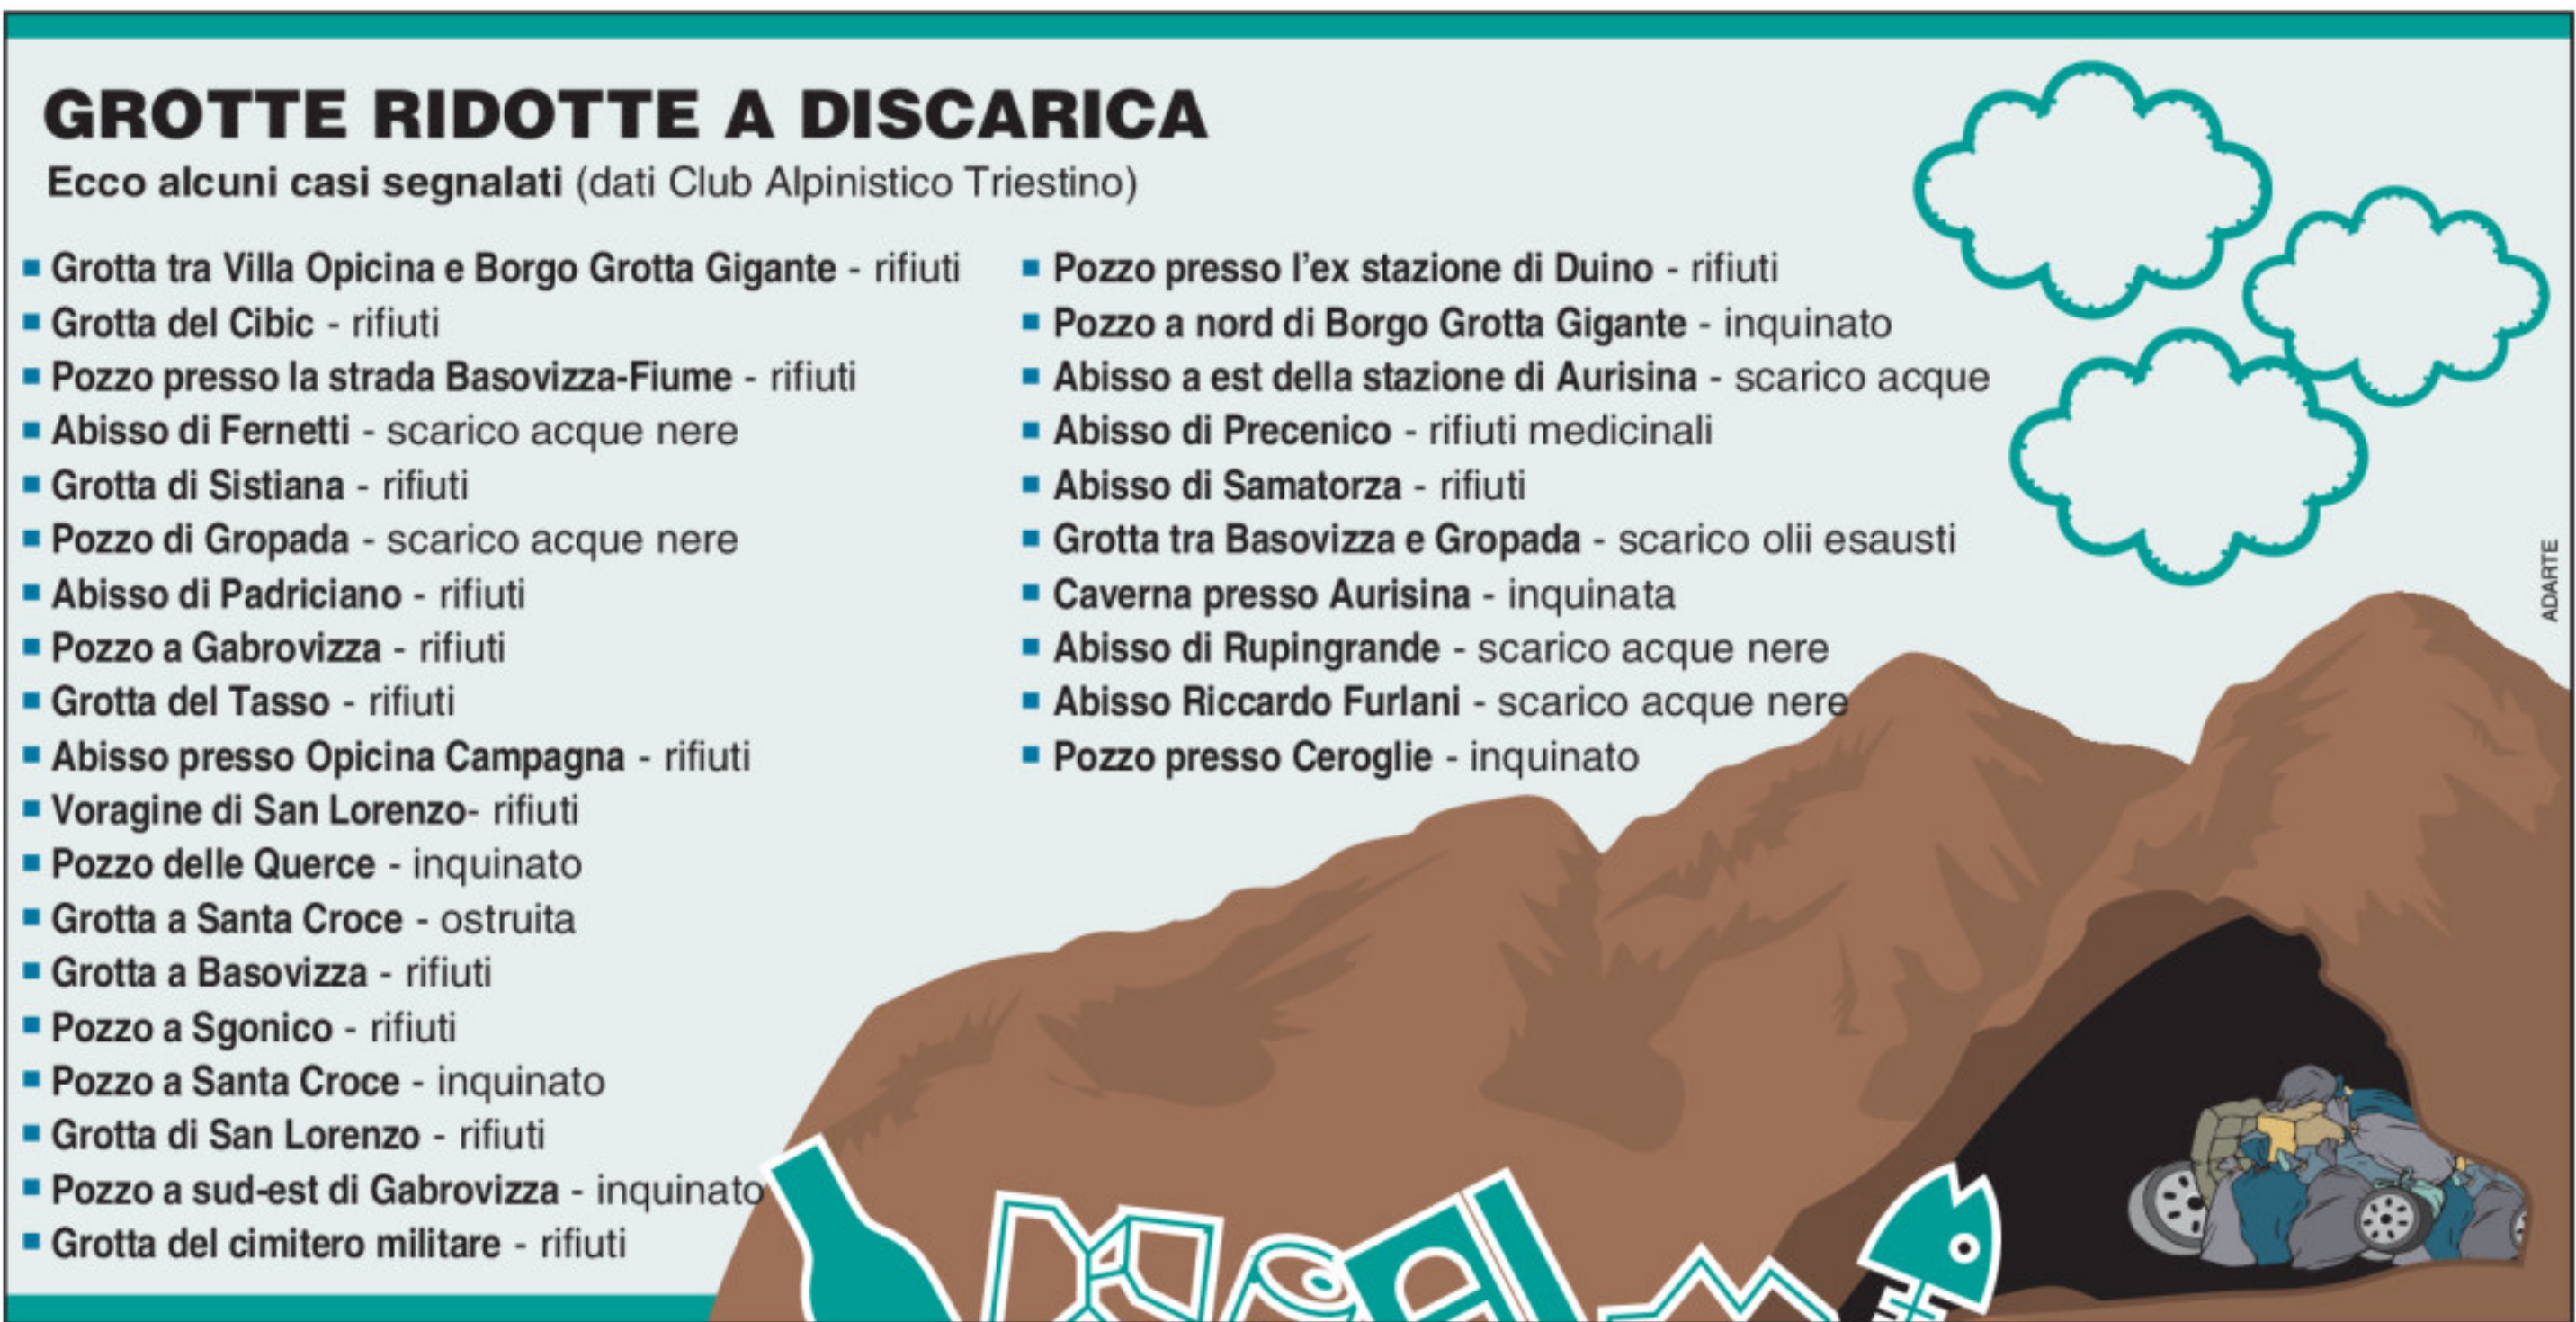 GROTTE RIDOTTE A DISCARICA
Ecco alcuni casi segnalati (dati Club Alpinistico Triestino)
Grotta tra Villa Opicina e Borgo Grotta Gigante - rifiuti
Grotta del Cibic - rifiuti
Pozzo presso la strada Basovizza-Fiume - rifiuti
Abisso di Fernetti - scarico acque nere
Grotta di Sistiana - rifiuti
Pozzo di Gropada - scarico acque nere
Abisso di Padriciano - rifiuti
Pozzo a Gabrovizza - rifiuti
Grotta del Tasso - rifiuti
Abisso presso Opicina Campagna - rifiuti
Voragine di San Lorenzo- rifiuti
Pozzo delle Querce - inquinato
Grotta a Santa Croce - ostruita
Grotta a Basovizza - rifiuti
Pozzo a Sgonico - rifiuti
Pozzo a Santa Croce - inquinato
Grotta di San Lorenzo - rifiuti
Pozzo a sud-est di Gabrovizza - inquinato
Grotta del cimitero militare - rifiuti
Pozzo presso l'ex stazione di Duino - rifiuti
Pozzo a nord di Borgo Grotta Gigante - inquinato
Abisso a est della stazione di Aurisina - scarico acque
Abisso di Precenico - rifiuti medicinali
Abisso di Samatorza - rifiuti
Grotta tra Basovizza e Gropada - scarico olii esausti
Caverna presso Aurisina - inquinata
Abisso di Rupingrande - scarico acque nere
Abisso Riccardo Furlani - scarico acque nere
Pozzo presso Ceroglie - inquinato
ADARTE